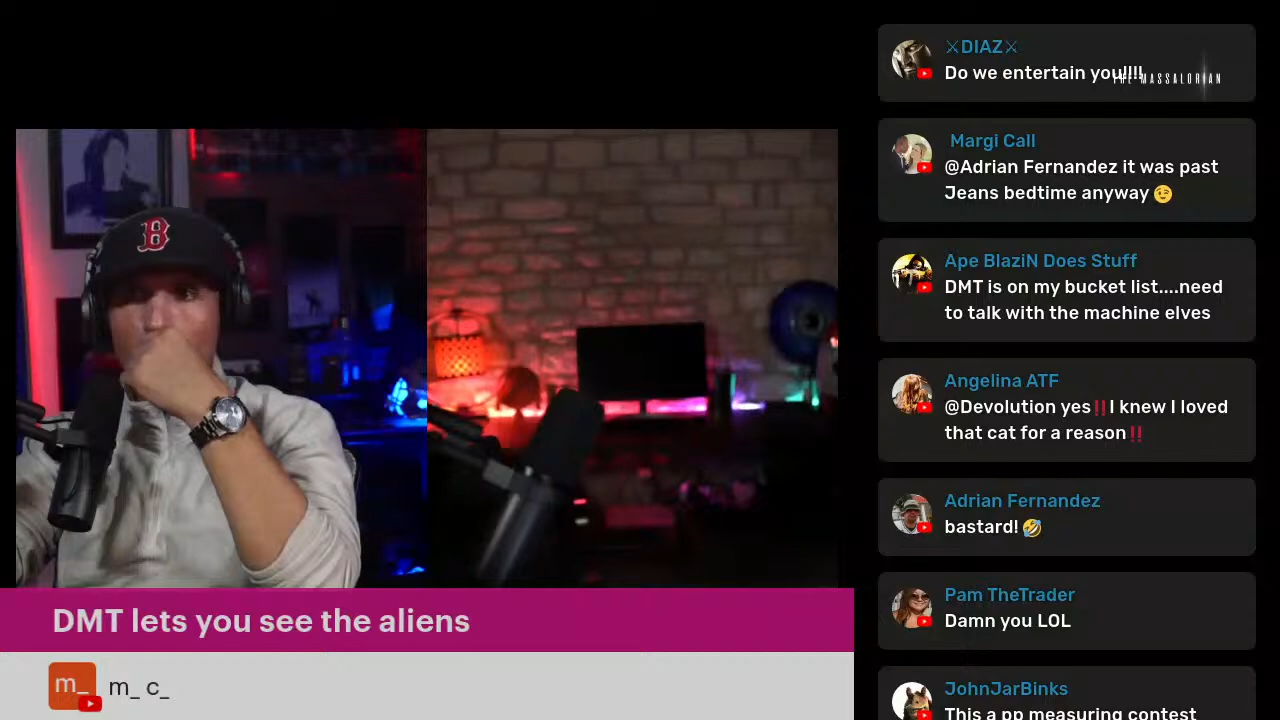 ⚔DIAZ⚔
Do we entertain you!!!!
THE MASSALORIAN
Margi Call
@Adrian Fernandez it was past
Jeans bedtime anyway 😉
Ape BlaziN Does Stuff
DMT is on my bucket list....need
to talk with the machine elves
Angelina ATF
@Devolution yes‼️I knew I loved
that cat for a reason‼️
Adrian Fernandez
bastard! 🤣
Pam TheTrader
Damn you LOL
JohnJarBinks
This a pp measuring contest
B
DMT lets you see the aliens
m_
m_ c_